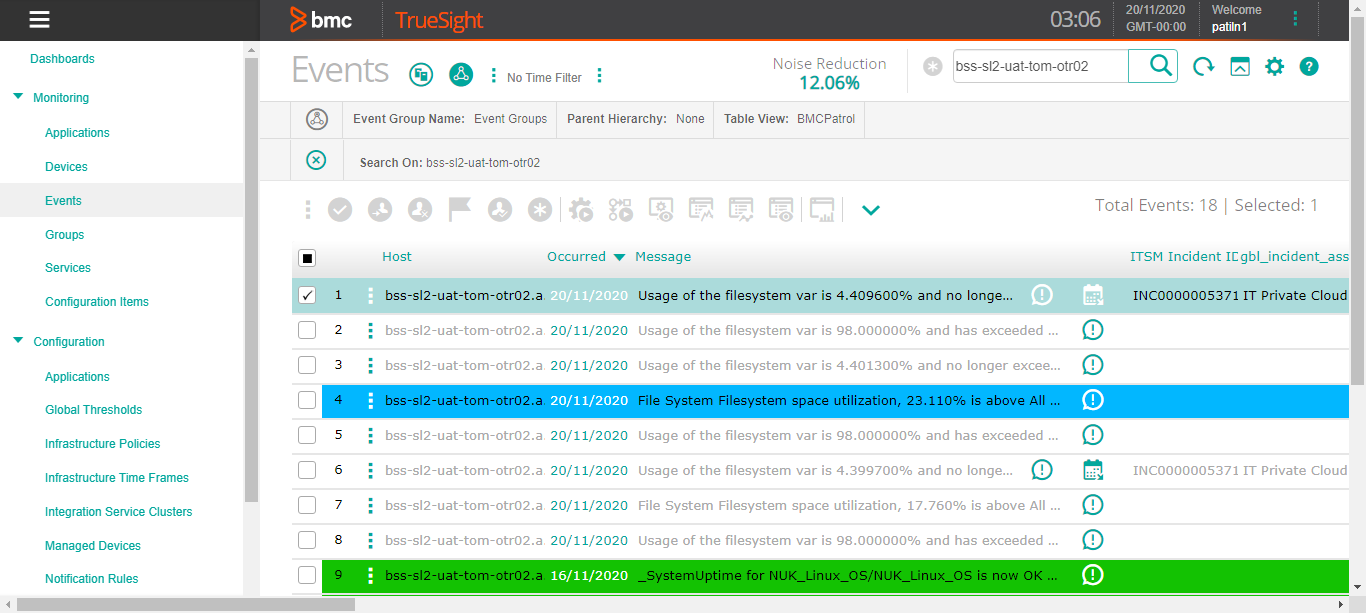 bmc TrueSight 03:06 20/11/2020 Welcome
GMT-00:00 patiln1
Dashboards
Monitoring
Applications
Devices
Events
Groups
Services
Configuration Items
Configuration
Applications
Global Thresholds
Infrastructure Policies
Infrastructure Time Frames
Integration Service Clusters
Managed Devices
Notification Rules
Events No Time Filter Noise Reduction bss-sl2-uat-tom-otr02 ?
12.06%
Event Group Name: Event Groups Parent Hierarchy: None Table View: BMCPatrol
Search On: bss-sl2-uat-tom-otr02
Total Events: 18 | Selected: 1
Host Occurred Message ITSM Incident ID gbl_incident_ass
1 bss-sl2-uat-tom-otr02.a. 20/11/2020 Usage of the filesystem var is 4.409600% and no longe... INC0000005371 IT Private Cloud
2 bss-sl2-uat-tom-otr02.a. 20/11/2020 Usage of the filesystem var is 98.000000% and has exceeded ...
3 bss-sl2-uat-tom-otr02.a. 20/11/2020 Usage of the filesystem var is 4.401300% and no longer excee...
4 bss-sl2-uat-tom-otr02.a. 20/11/2020 File System Filesystem space utilization, 23.110% is above All ...
5 bss-sl2-uat-tom-otr02.a. 20/11/2020 Usage of the filesystem var is 98.000000% and has exceeded ...
6 bss-sl2-uat-tom-otr02.a. 20/11/2020 Usage of the filesystem var is 4.399700% and no longe... INC0000005371 IT Private Cloud
7 bss-sl2-uat-tom-otr02.a. 20/11/2020 File System Filesystem space utilization, 17.760% is above All ...
8 bss-sl2-uat-tom-otr02.a. 20/11/2020 Usage of the filesystem var is 98.000000% and has exceeded ...
9 bss-sl2-uat-tom-otr02.a. 16/11/2020 _SystemUptime for NUK_Linux_OS/NUK_Linux_OS is now OK ...